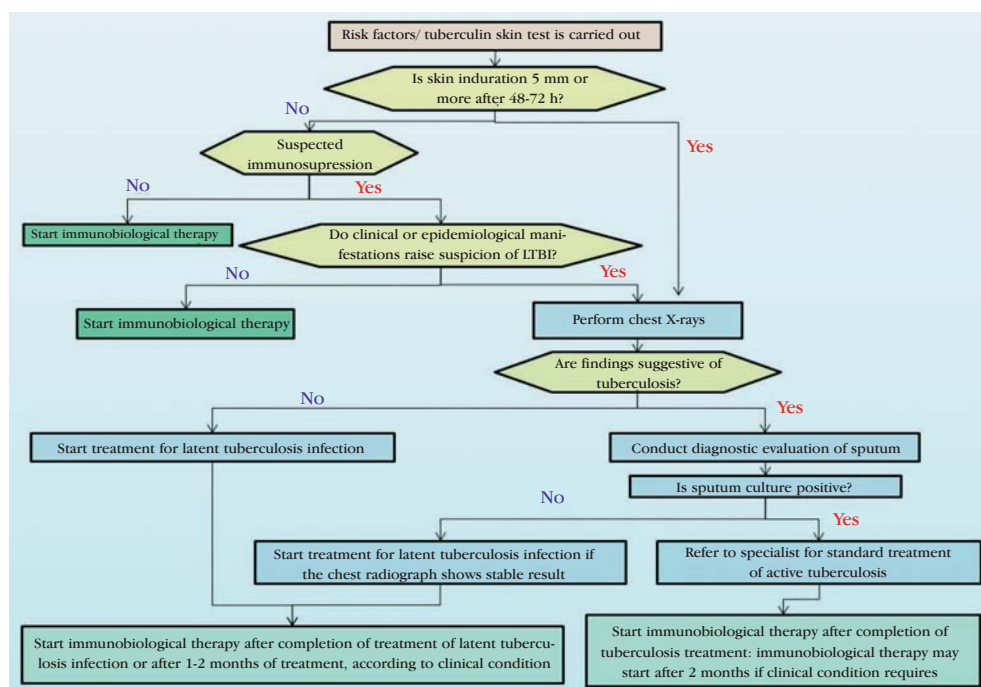 Risk factors/ tuberculin skin test is carried out
Is skin induration 5 mm or
more after 48-72 h?
No
Yes
Suspected
immunosupression
No
Yes
Start immunobiological therapy
Do clinical or epidemiological mani-
festations raise suspicion of LTBI?
No
Yes
Start immunobiological therapy
Perform chest X-rays
Are findings suggestive of
tuberculosis?
No
Yes
Start treatment for latent tuberculosis infection
Conduct diagnostic evaluation of sputum
Is sputum culture positive?
No
Yes
Start treatment for latent tuberculosis infection if
the chest radiograph shows stable result
Refer to specialist for standard treatment
of active tuberculosis
Start immunobiological therapy after completion of treatment of latent tubercu-
losis infection or after 1-2 months of treatment, according to clinical condition
Start immunobiological therapy after completion of
tuberculosis treatment: immunobiological therapy may
start after 2 months if clinical condition requires